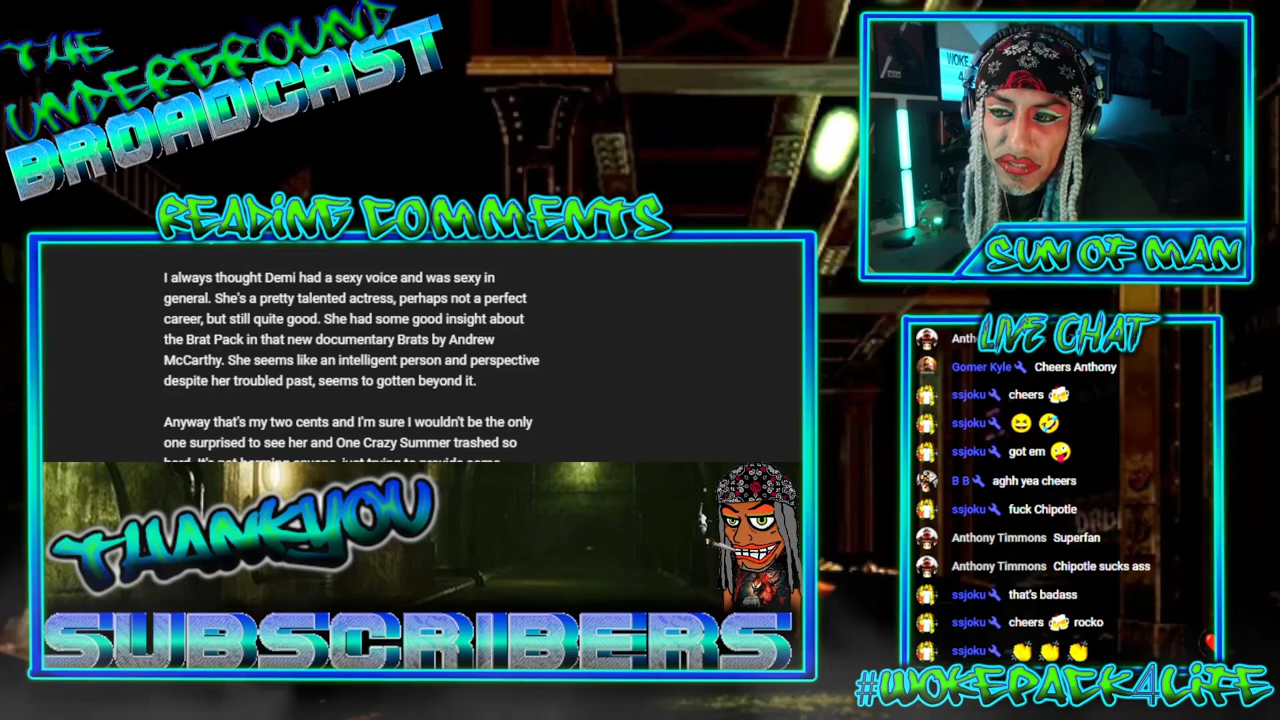 THE
UNDERGROUND
BROADCAST
READING COMMENTS
I always thought Demi had a sexy voice and was sexy in
general. She's a pretty talented actress, perhaps not a perfect
career, but still quite good. She had some good insight about
the Brat Pack in that new documentary Brats by Andrew
McCarthy. She seems like an intelligent person and perspective
despite her troubled past, seems to gotten beyond it.
Anyway that's my two cents and I'm sure I wouldn't be the only
one surprised to see her and One Crazy Summer trashed so
THANKYOU
SUBSCRIBERS
WOKE
4
SUN OF MAN
LIVE CHAT
Anth
Gomer Kyle Cheers Anthony
ssjoku cheers 🍻
ssjoku 😆 🤣
ssjoku got em 🤪
B B aghh yea cheers
ssjoku fuck Chipotle
Anthony Timmons Superfan
Anthony Timmons Chipotle sucks ass
ssjoku that's badass
ssjoku cheers 🍻 rocko
ssjoku 👏 👏 👏
#WOKEPACK4LIFE